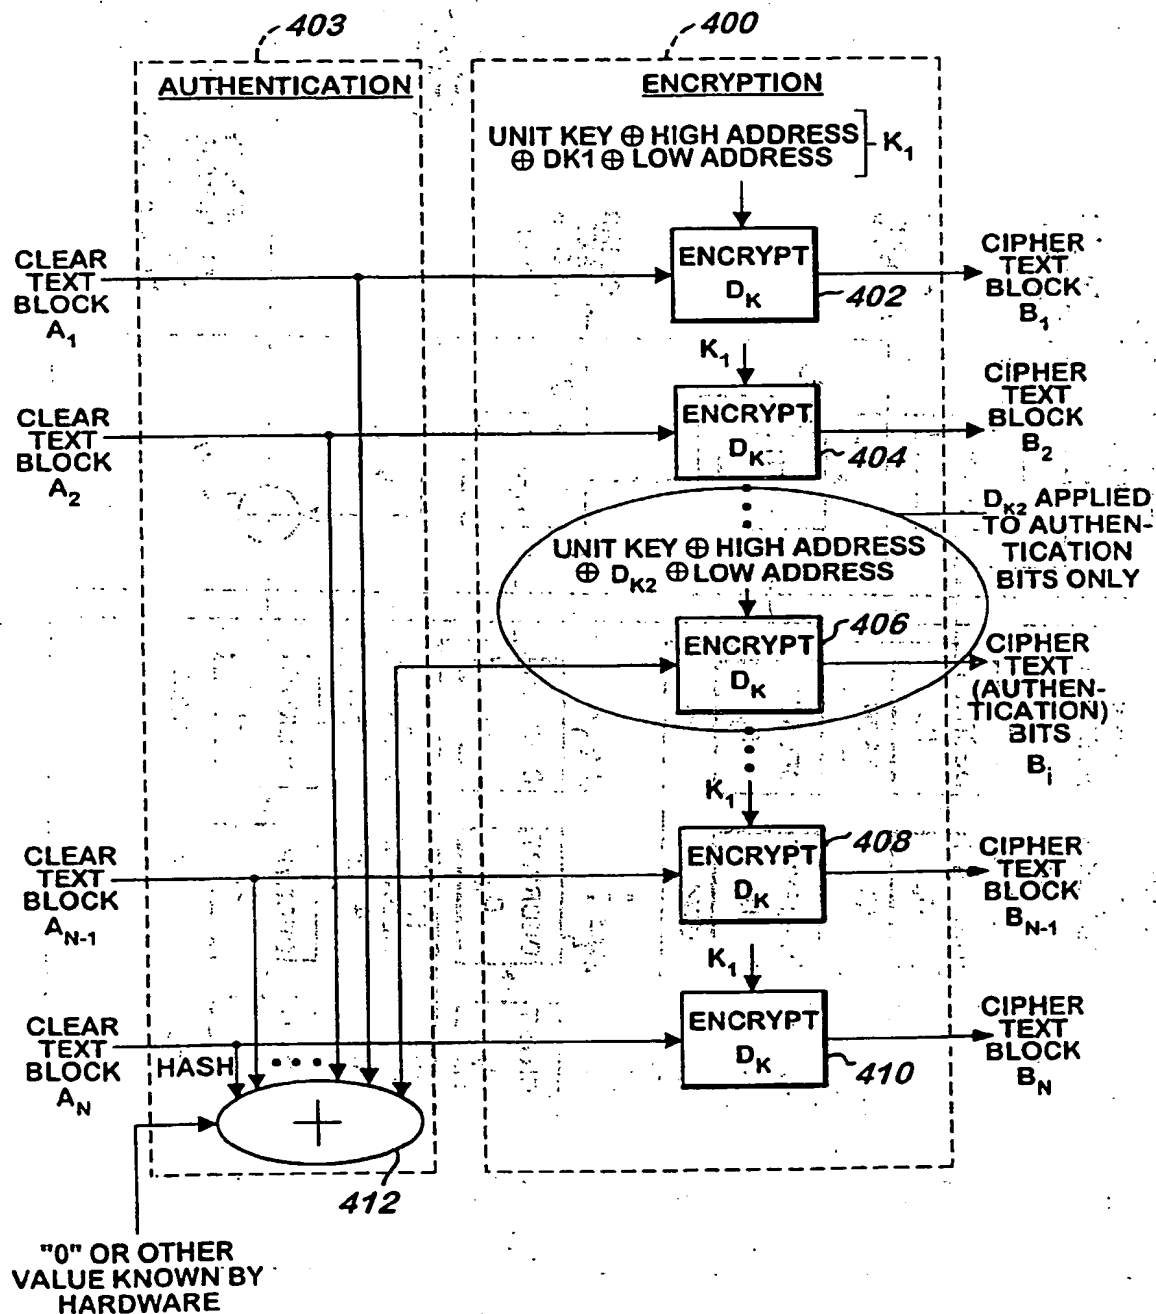 403
400
AUTHENTICATION
ENCRYPTION
UNIT KEY ⊕ HIGH ADDRESS
⊕ DK1 ⊕ LOW ADDRESS
K1
CLEAR
TEXT
BLOCK
A1
ENCRYPT
DK
402
CIPHER
TEXT
BLOCK
B1
K1
CLEAR
TEXT
BLOCK
A2
ENCRYPT
DK
404
CIPHER
TEXT
BLOCK
B2
DK2 APPLIED
TO AUTHEN-
TICATION
BITS ONLY
UNIT KEY ⊕ HIGH ADDRESS
⊕ DK2 ⊕ LOW ADDRESS
ENCRYPT
DK
406
CIPHER
TEXT
(AUTHEN-
TICATION)
BITS
Bi
K1
CLEAR
TEXT
BLOCK
AN-1
ENCRYPT
DK
408
CIPHER
TEXT
BLOCK
BN-1
K1
CLEAR
TEXT
BLOCK
AN
HASH
ENCRYPT
DK
410
CIPHER
TEXT
BLOCK
BN
+
412
"0" OR OTHER
VALUE KNOWN BY
HARDWARE